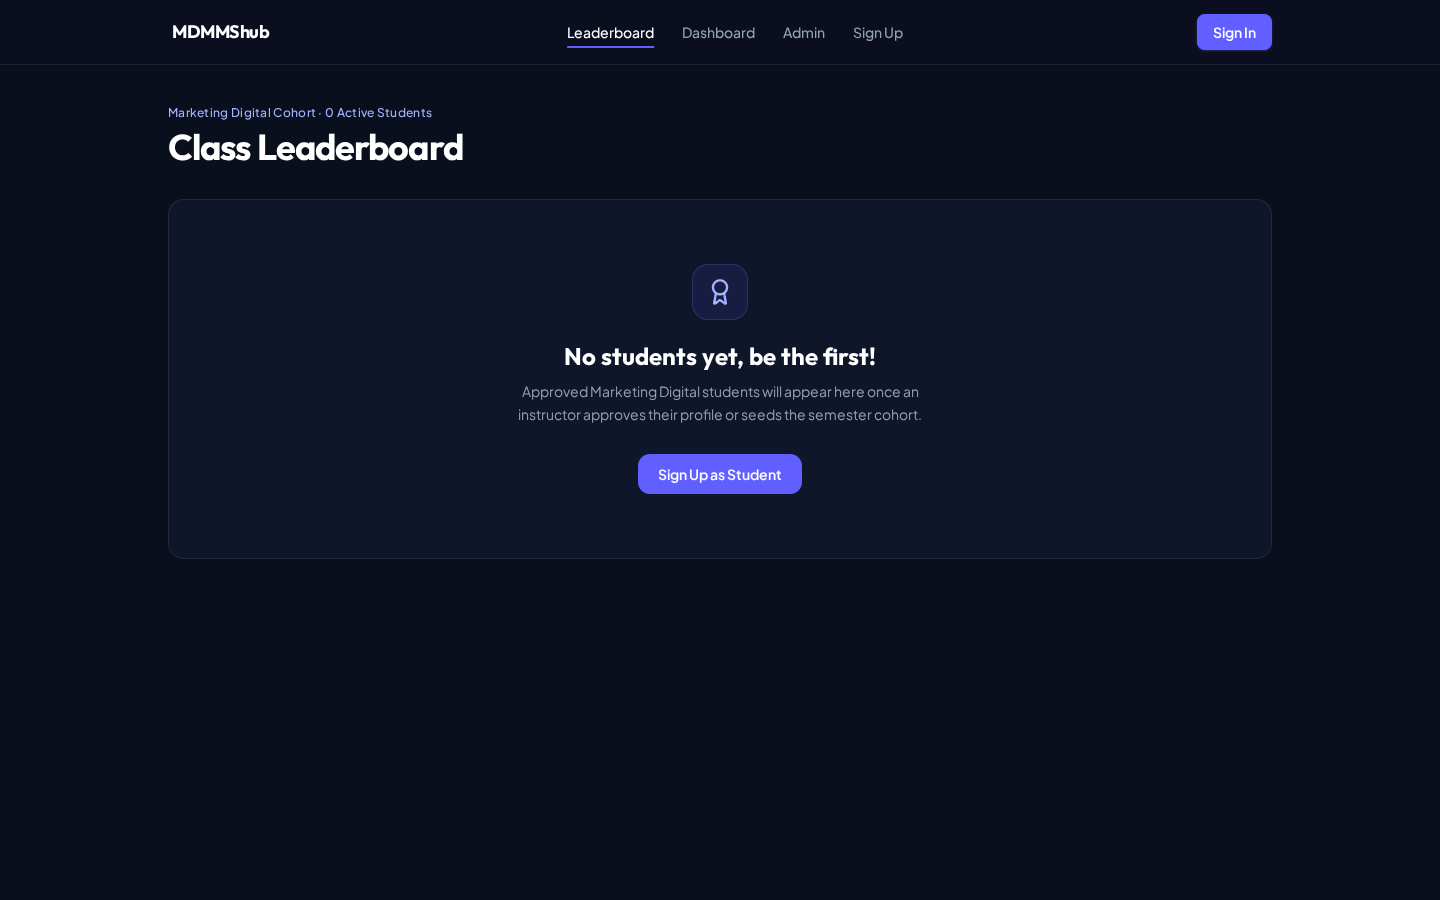 MDMMShub
Leaderboard
Dashboard
Admin
Sign Up
Sign In
Marketing Digital Cohort · 0 Active Students
Class Leaderboard
No students yet, be the first!
Approved Marketing Digital students will appear here once an
instructor approves their profile or seeds the semester cohort.
Sign Up as Student